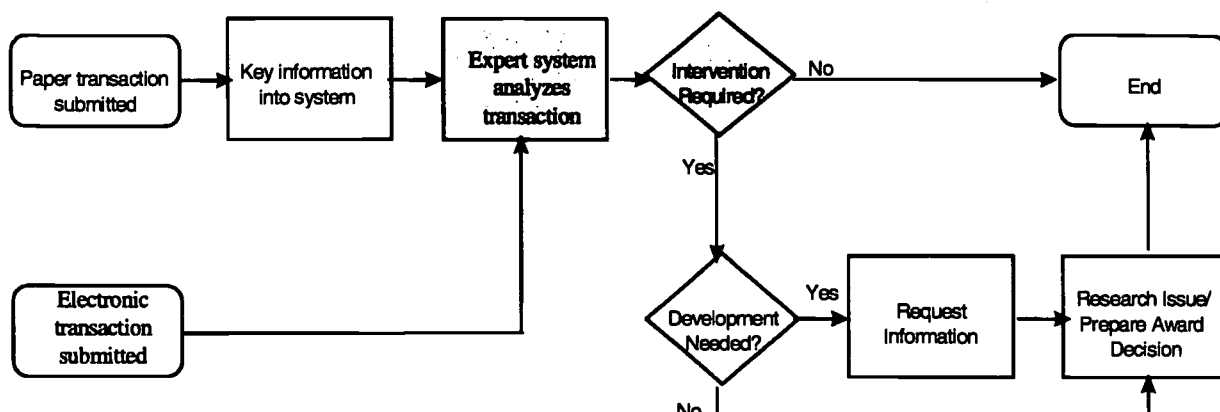 Paper transaction
submitted
Key information
into system
Expert system
analyzes
transaction
Intervention
Required?
No
End
Yes
Electronic
transaction
submitted
Development
Needed?
Yes
Request
Information
Research Issue/
Prepare Award
Decision
No